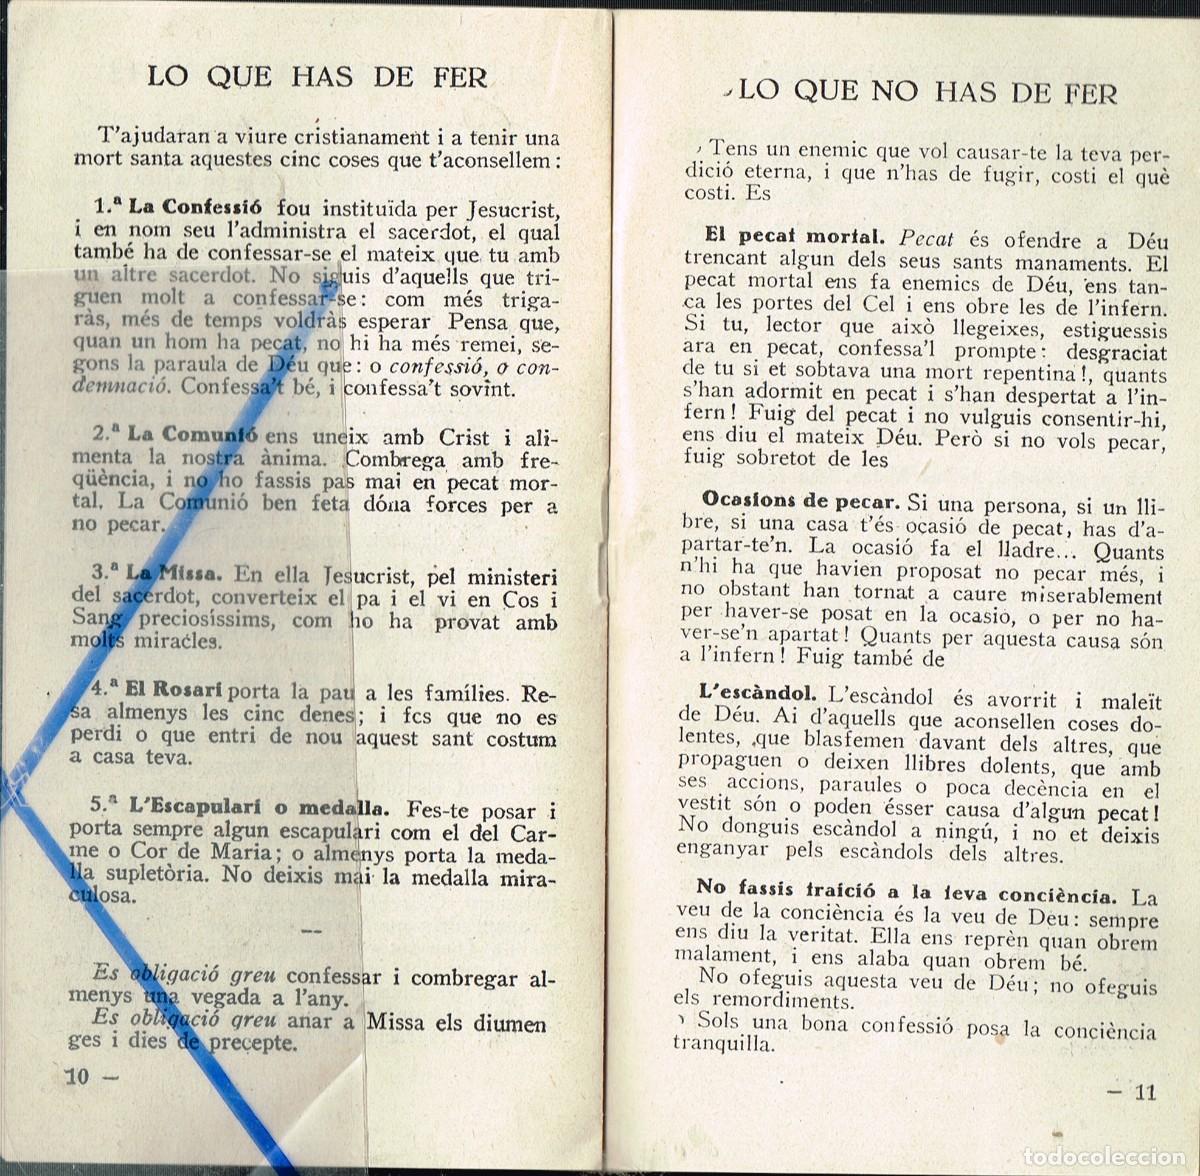 LO QUE HAS DE FER
T'ajudaran a viure cristianament i a tenir una
mort santa aquestes cinc coses que t'aconsellem:
1.ª La Confessió fou instituïda per Jesucrist,
i en nom seu l'administra el sacerdot, el qual
també ha de confessar-se el mateix que tu amb
un altre sacerdot. No siguis d'aquells que tri-
guen molt a confessar-se: com més triga-
ràs, més de temps voldràs esperar Pensa que,
quan un hom ha pecat, no hi ha més remei, se-
gons la paraula de Déu que: o confessió, o con-
demnació. Confessa't bé, i confessa't sovint.
2.ª La Comunió ens uneix amb Crist i ali-
menta la nostra ànima. Combrega amb fre-
qüència, i no ho fassis pas mai en pecat mor-
tal. La Comunió ben feta dóna forces per a
no pecar.
3.ª La Missa. En ella Jesucrist, pel ministeri
del sacerdot, converteix el pa i el vi en Cos i
Sang preciosíssims, com ho ha provat amb
molts miracles.
4.ª El Rosari porta la pau a les famílies. Re-
sa almenys les cinc denes; i fcs que no es
perdi o que entri de nou aquest sant costum
a casa teva.
5.ª L'Escapulari o medalla. Fes-te posar i
porta sempre algun escapulari com el del Car-
me o Cor de Maria; o almenys porta la meda-
lla supletòria. No deixis mai la medalla mira-
culosa.
—
Es obligació greu confessar i combregar al-
menys una vegada a l'any.
Es obligació greu anar a Missa els diumen
ges i dies de precepte.
10 —
LO QUE NO HAS DE FER
Tens un enemic que vol causar-te la teva per-
dició eterna, i que n'has de fugir, costi el què
costi. Es
El pecat mortal. Pecat és ofendre a Déu
trencant algun dels seus sants manaments. El
pecat mortal ens fa enemics de Déu, ens tan-
ca les portes del Cel i ens obre les de l'infern.
Si tu, lector que això llegeixes, estiguessis
ara en pecat, confessa'l prompte: desgraciat
de tu si et sobtava una mort repentina!, quants
s'han adormit en pecat i s'han despertat a l'in-
fern! Fuig del pecat i no vulguis consentir-hi,
ens diu el mateix Déu. Però si no vols pecar,
fuig sobretot de les
Ocasions de pecar. Si una persona, si un lli-
bre, si una casa t'és ocasió de pecat, has d'a-
partar-te'n. La ocasió fa el lladre... Quants
n'hi ha que havien proposat no pecar més, i
no obstant han tornat a caure miserablement
per haver-se posat en la ocasió, o per no ha-
ver-se'n apartat! Quants per aquesta causa són
a l'infern! Fuig també de
L'escàndol. L'escàndol és avorrit i maleït
de Déu. Ai d'aquells que aconsellen coses do-
lentes, que blasfemen davant dels altres, que
propaguen o deixen llibres dolents, que amb
ses accions, paraules o poca decència en el
vestit són o poden ésser causa d'algun pecat!
No donguis escàndol a ningú, i no et deixis
enganyar pels escàndols dels altres.
No fassis traició a la teva conciència. La
veu de la conciència és la veu de Deu: sempre
ens diu la veritat. Ella ens reprèn quan obrem
malament, i ens alaba quan obrem bé.
No ofeguis aquesta veu de Déu; no ofeguis
els remordiments.
Sols una bona confessió posa la conciència
tranquilla.
— 11
todocoleccion